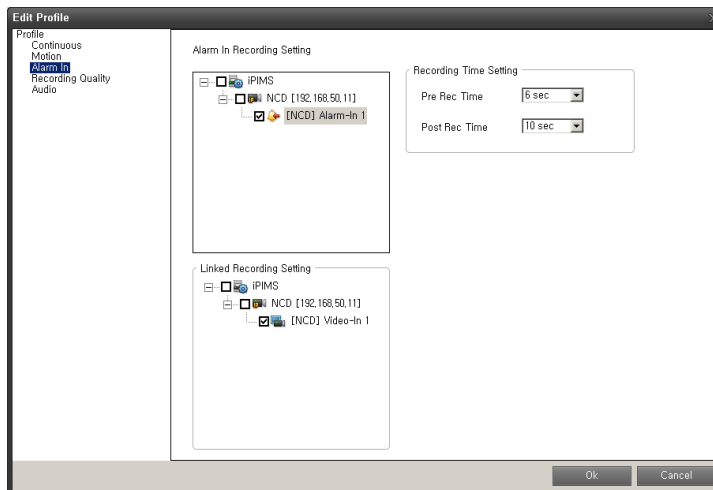 Edit Profile
Profile
Continuous
Motion
Alarm In
Recording Quality
Audio
Alarm In Recording Setting
iPIMS
NCD [192,168,50,11]
[NCD] Alarm-In 1
Recording Time Setting
Pre Rec Time 6 sec
Post Rec Time 10 sec
Linked Recording Setting
iPIMS
NCD [192,168,50,11]
[NCD] Video-In 1
Ok Cancel